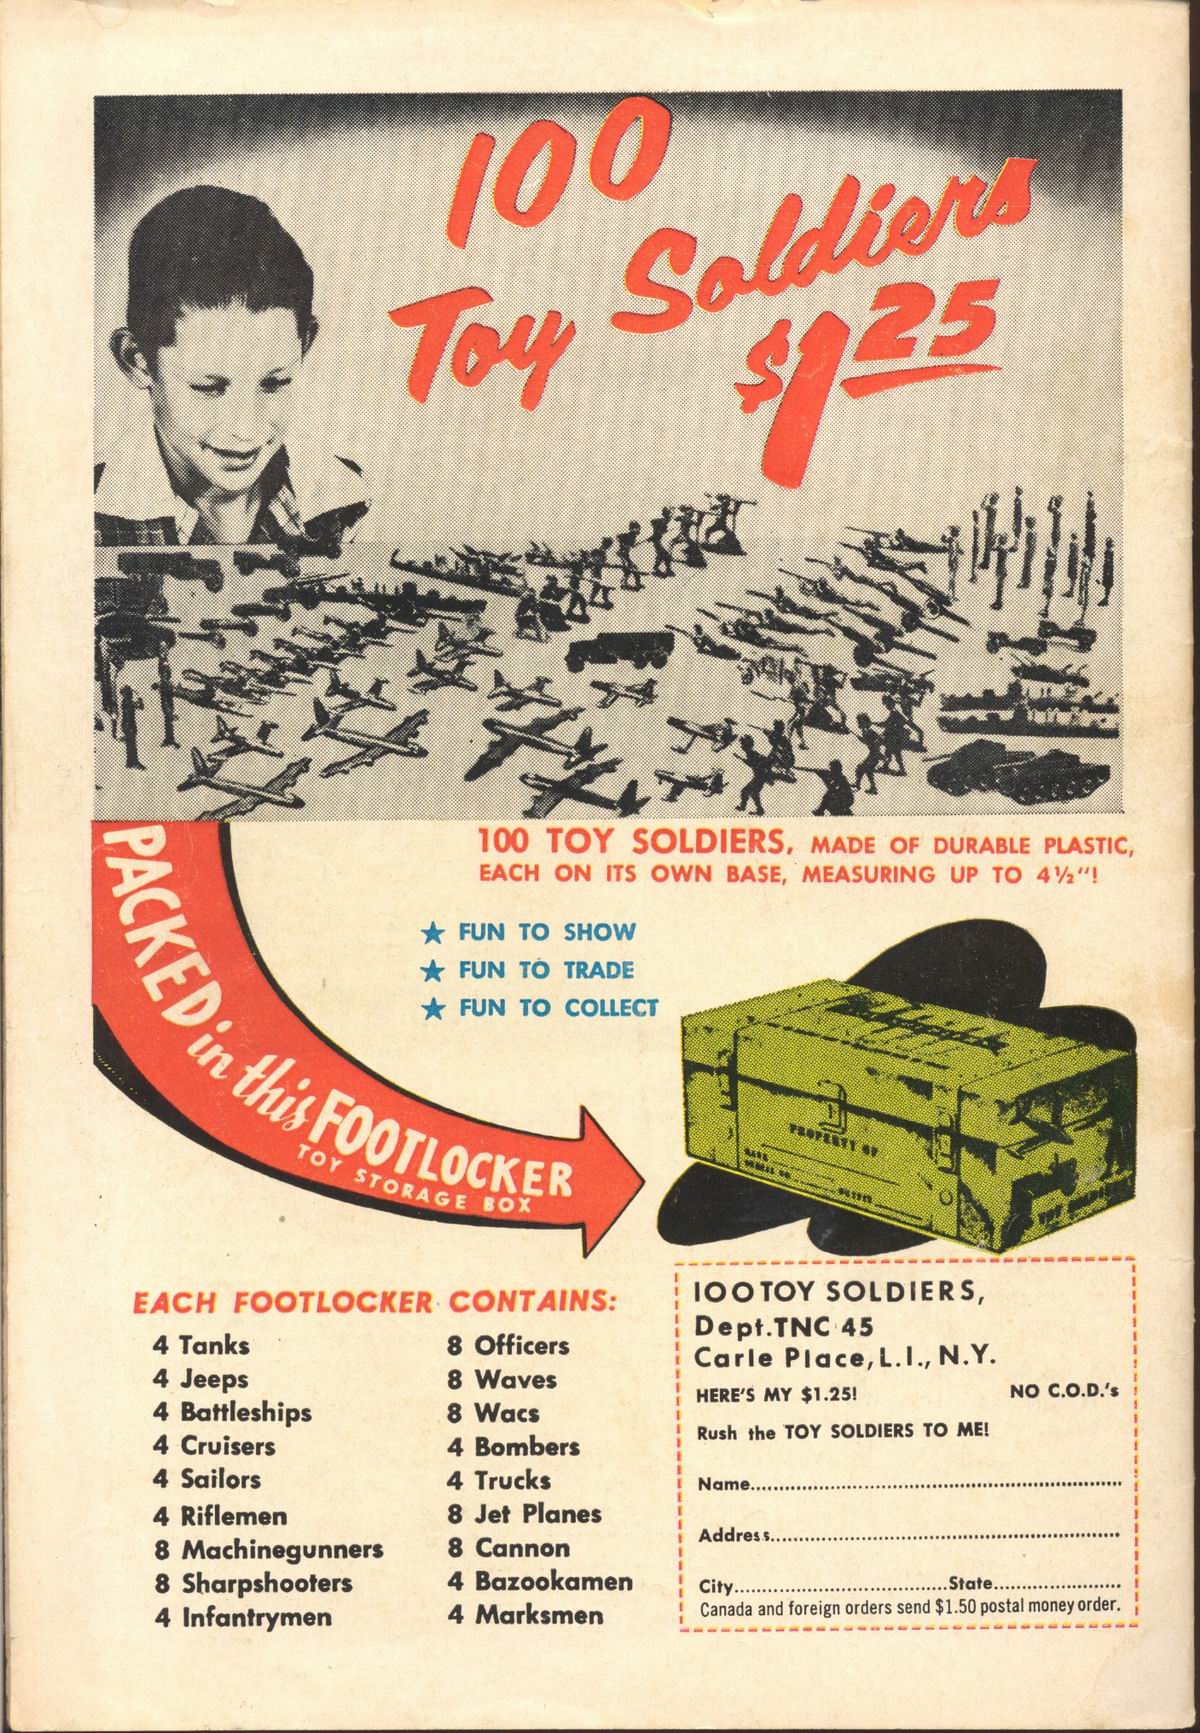 100
Toy Soldiers
$1 25
100 TOY SOLDIERS, MADE OF DURABLE PLASTIC,
EACH ON ITS OWN BASE, MEASURING UP TO 4½"!
★ FUN TO SHOW
★ FUN TO TRADE
★ FUN TO COLLECT
PACKED in this FOOTLOCKER
TOY STORAGE BOX
PROPERTY OF
EACH FOOTLOCKER CONTAINS:
4 Tanks
4 Jeeps
4 Battleships
4 Cruisers
4 Sailors
4 Riflemen
8 Machinegunners
8 Sharpshooters
4 Infantrymen
8 Officers
8 Waves
8 Wacs
4 Bombers
4 Trucks
8 Jet Planes
8 Cannon
4 Bazookamen
4 Marksmen
100 TOY SOLDIERS,
Dept. TNC 45
Carle Place, L.I., N.Y.
HERE'S MY $1.25! NO C.O.D.'s
Rush the TOY SOLDIERS TO ME!
Name
Address
City State
Canada and foreign orders send $1.50 postal money order.